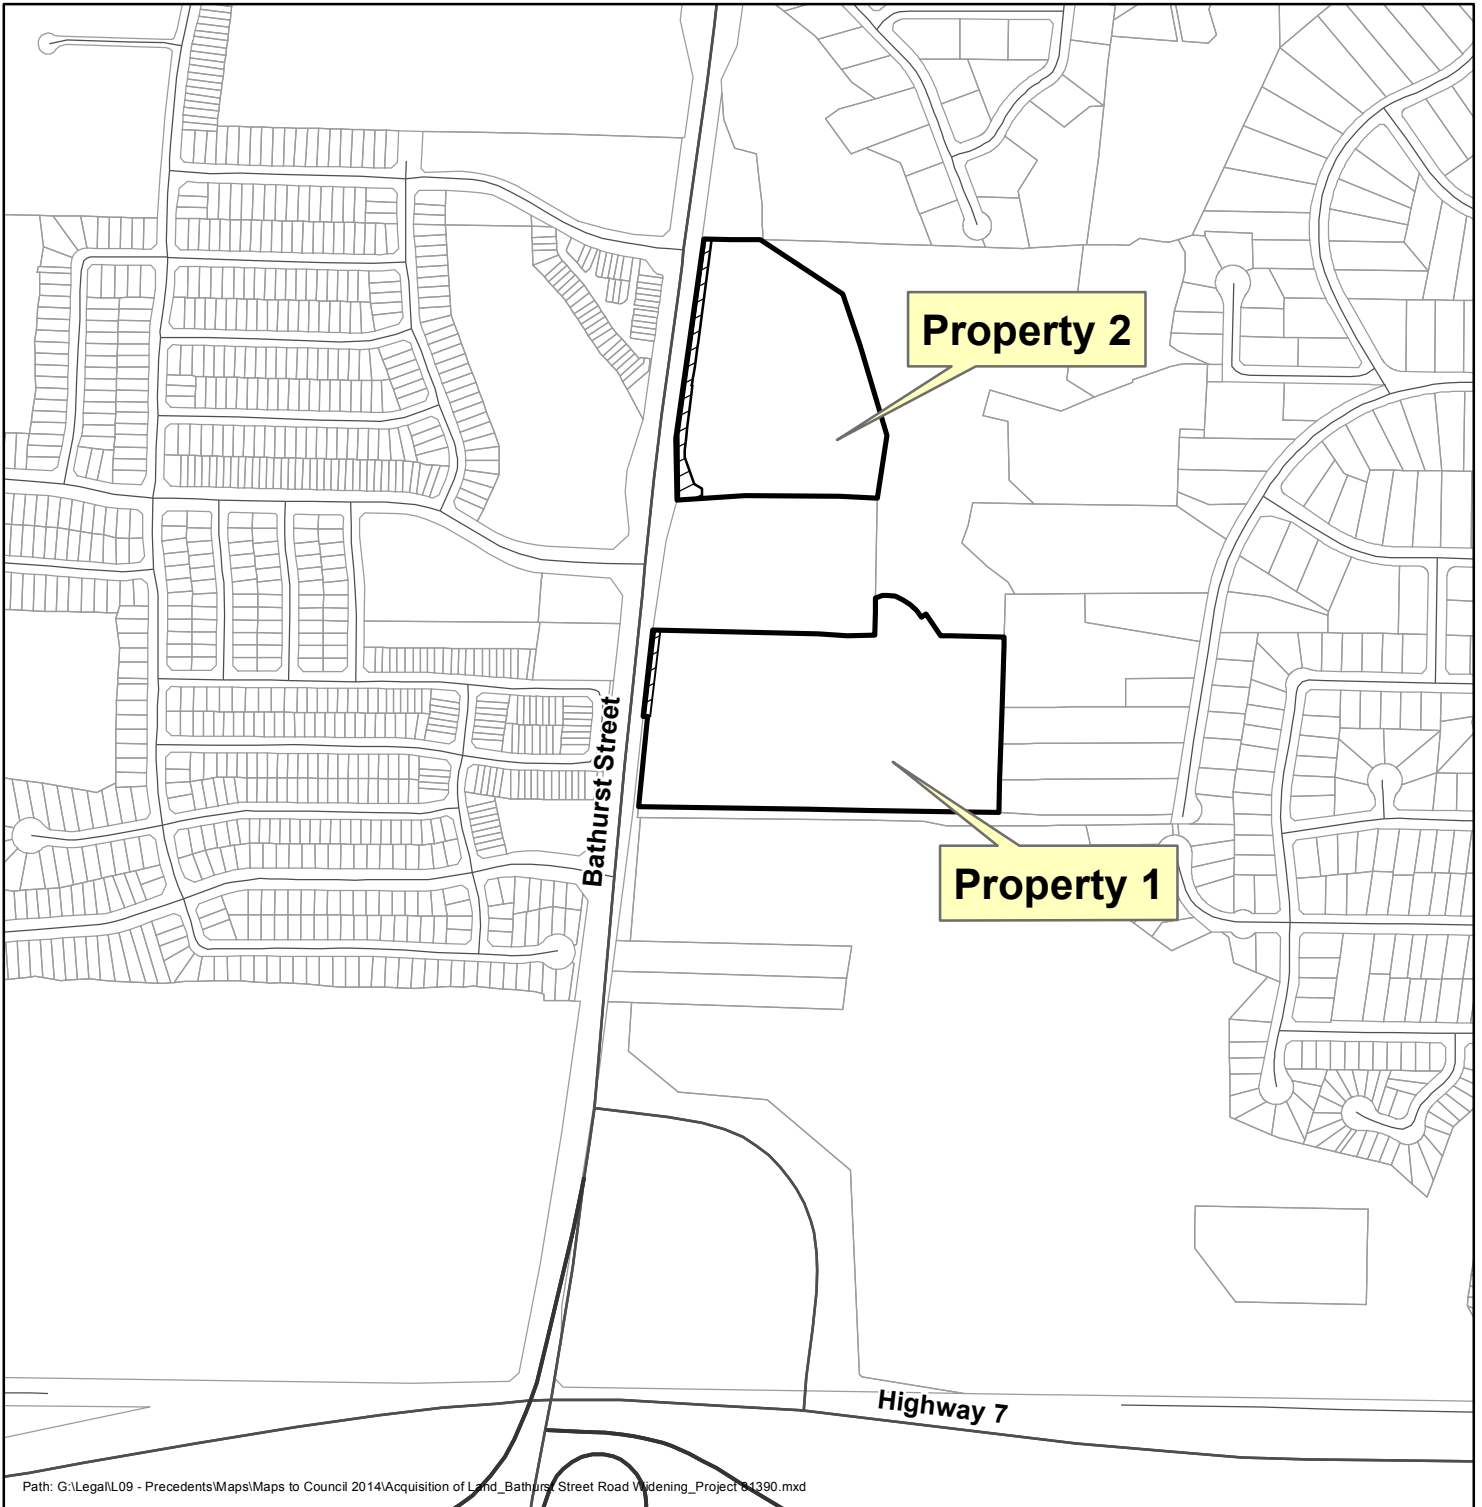 Property 2
Bathurst Street
Property 1
Highway 7
Path: G:\Legal\L09 - Precedents\Maps\Maps to Council 2014\Acquisition of Land_Bathurst Street Road Widening_Project 81390.mxd